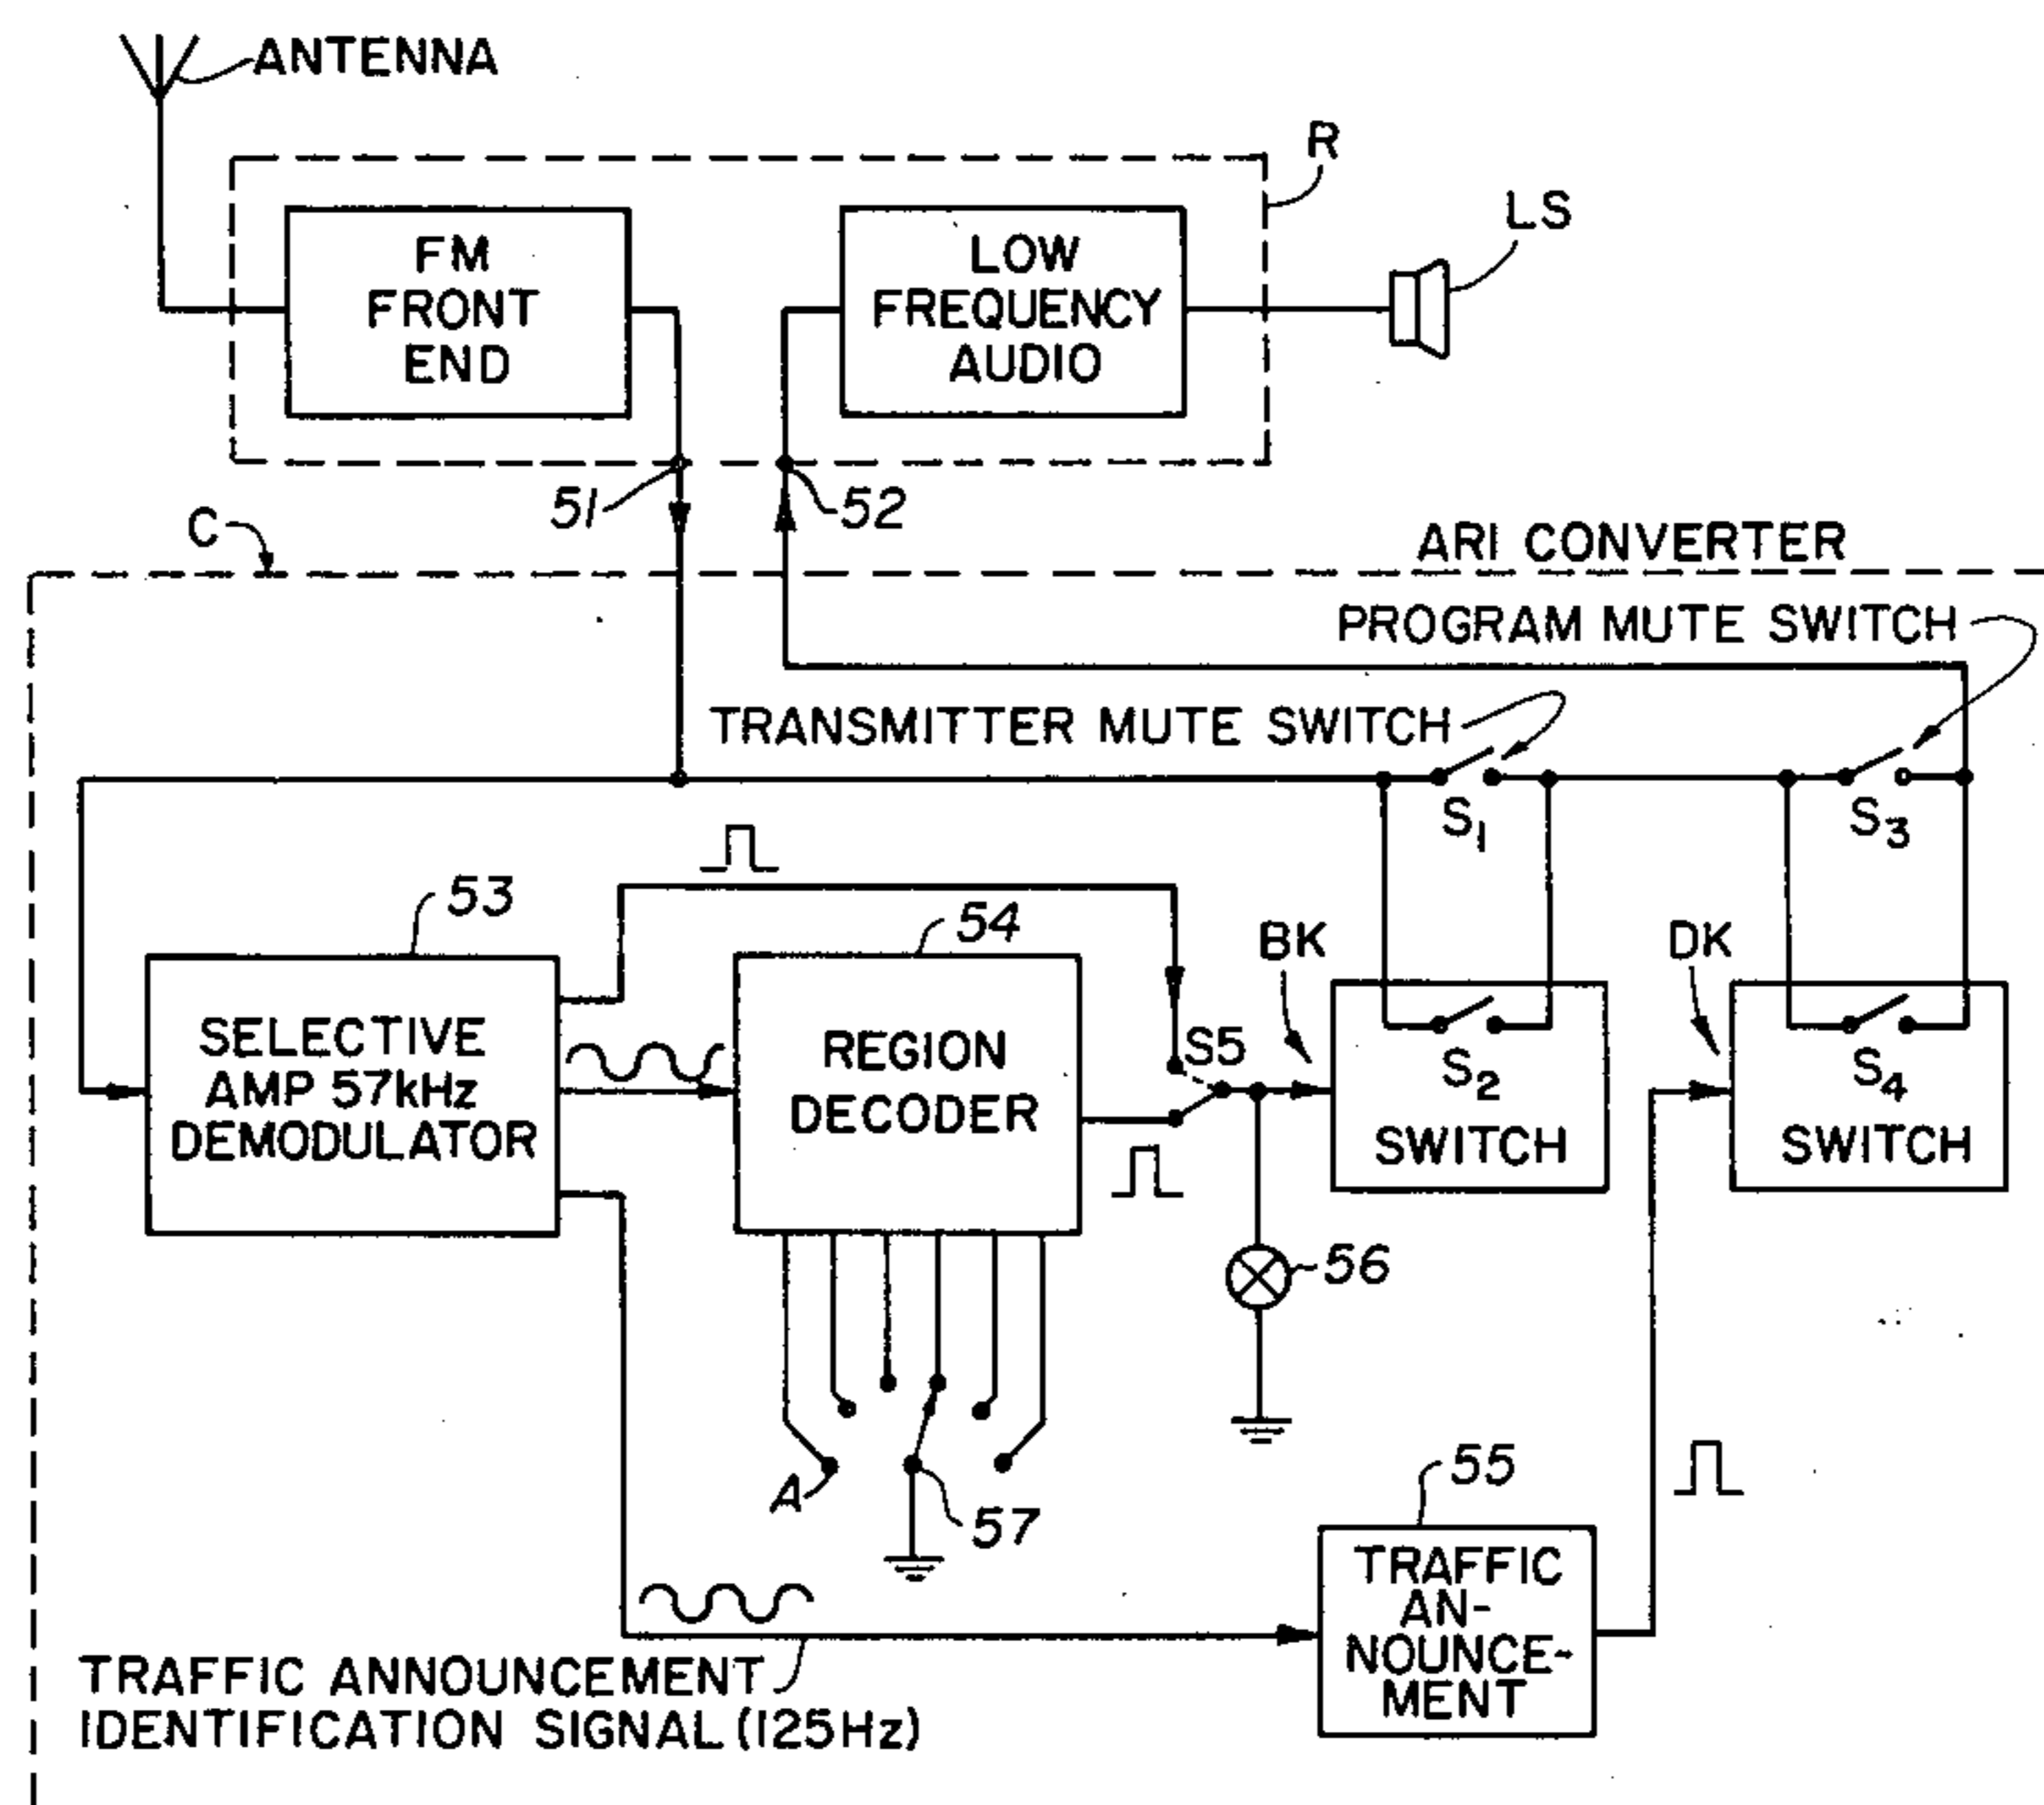 ANTENNA
R
LS
FM
FRONT
END
LOW
FREQUENCY
AUDIO
51
52
C
ARI CONVERTER
PROGRAM MUTE SWITCH
TRANSMITTER MUTE SWITCH
S1
S3
53
54
BK
DK
SELECTIVE
AMP 57kHz
DEMODULATOR
REGION
DECODER
S5
S2
SWITCH
S4
SWITCH
56
A
57
55
TRAFFIC
AN-
NOUNCE-
MENT
TRAFFIC ANNOUNCEMENT
IDENTIFICATION SIGNAL (125Hz)